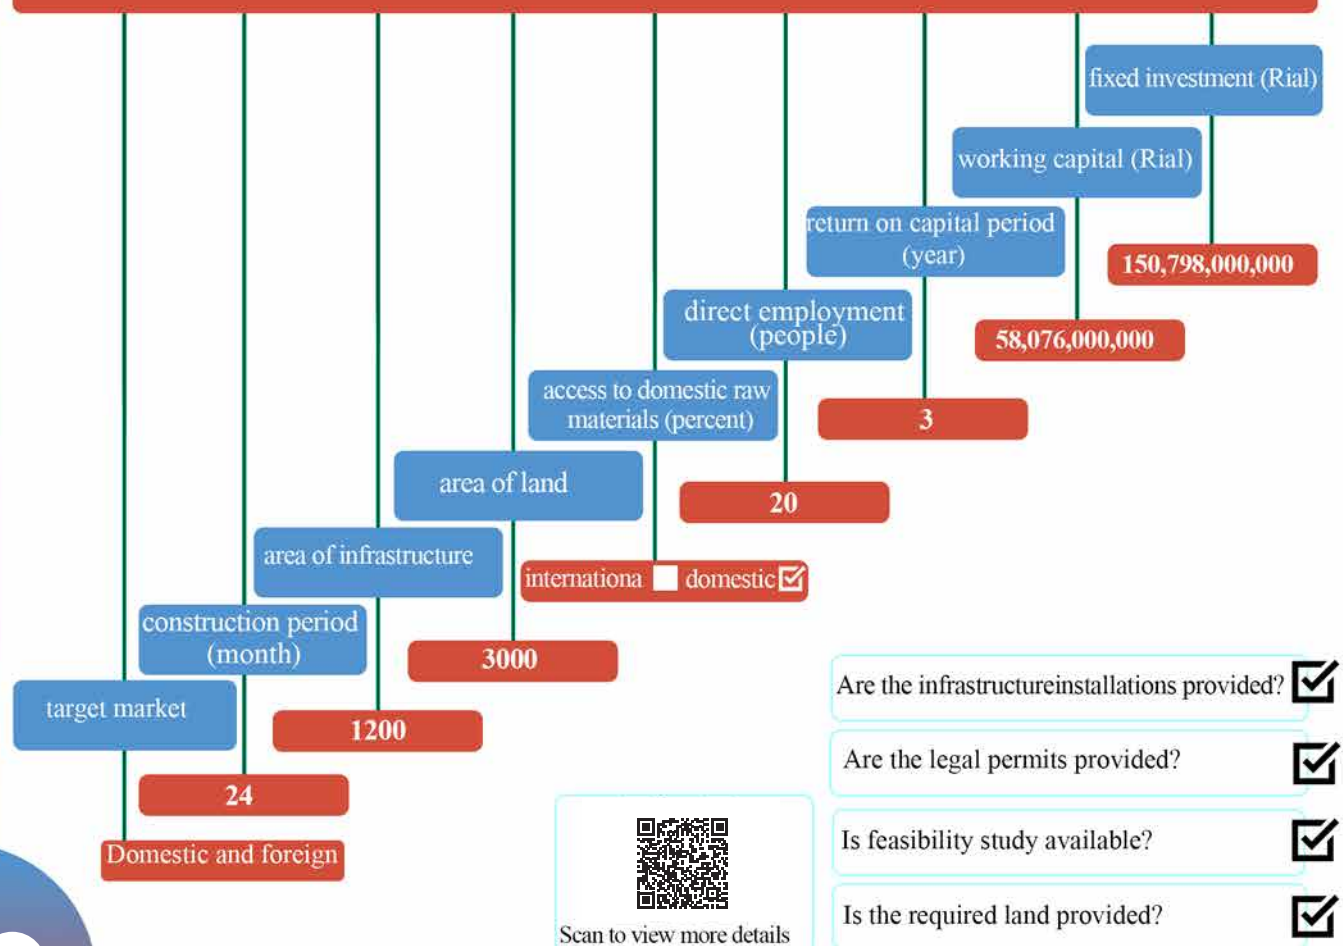 fixed investment (Rial)
150,798,000,000
working capital (Rial)
58,076,000,000
return on capital period
(year)
3
direct employment
(people)
20
access to domestic raw
materials (percent)
internationa domestic
area of land
3000
area of infrastructure
1200
construction period
(month)
24
target market
Domestic and foreign
Are the infrastructureinstallations provided?
Are the legal permits provided?
Is feasibility study available?
Is the required land provided?
Scan to view more details